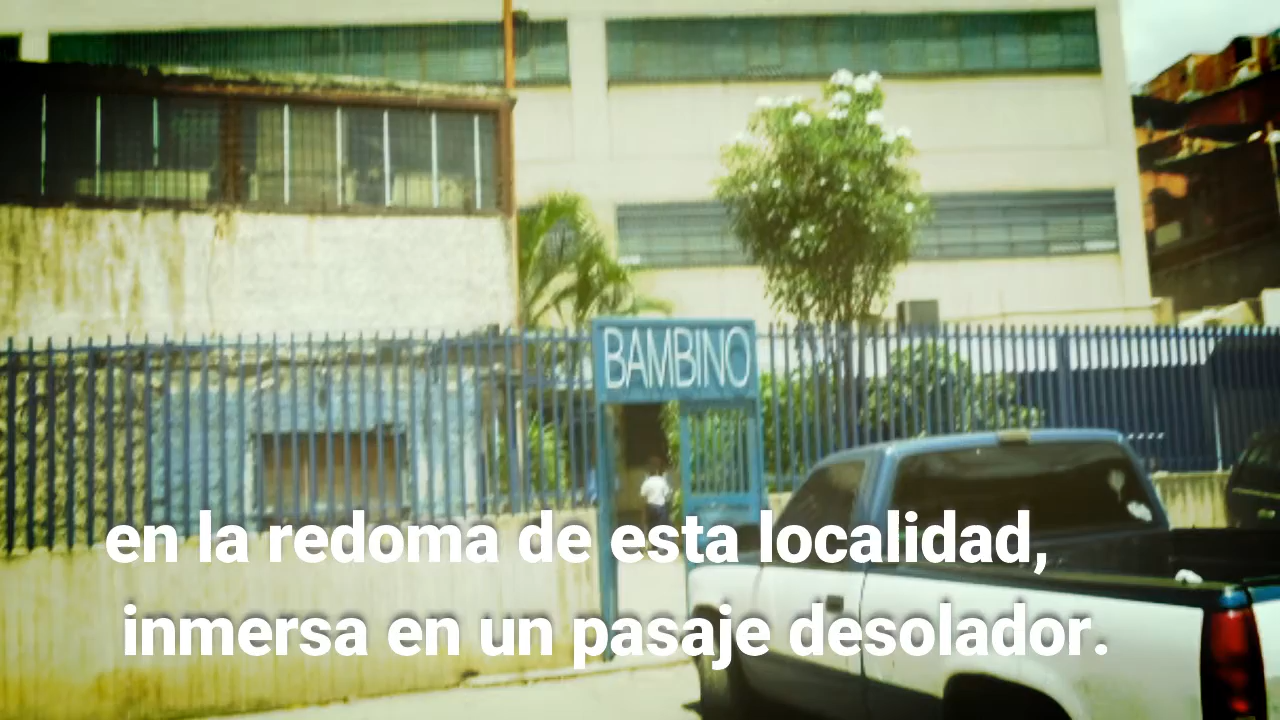 BAMBINO
en la redoma de esta localidad,
inmersa en un pasaje desolador.